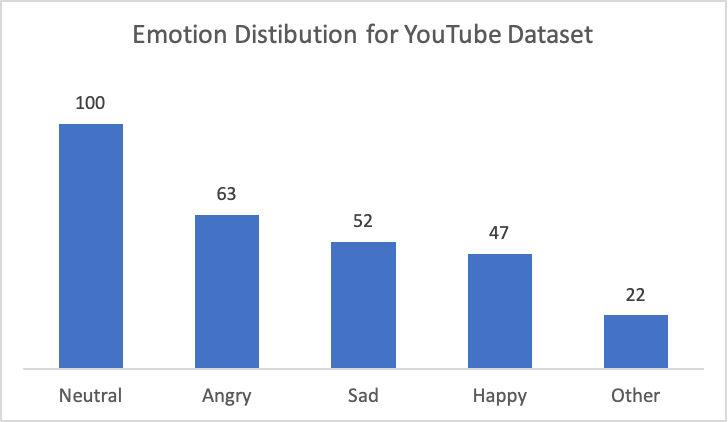 Emotion Distibution for YouTube Dataset
100
63
52
47
22
Neutral Angry Sad Happy Other